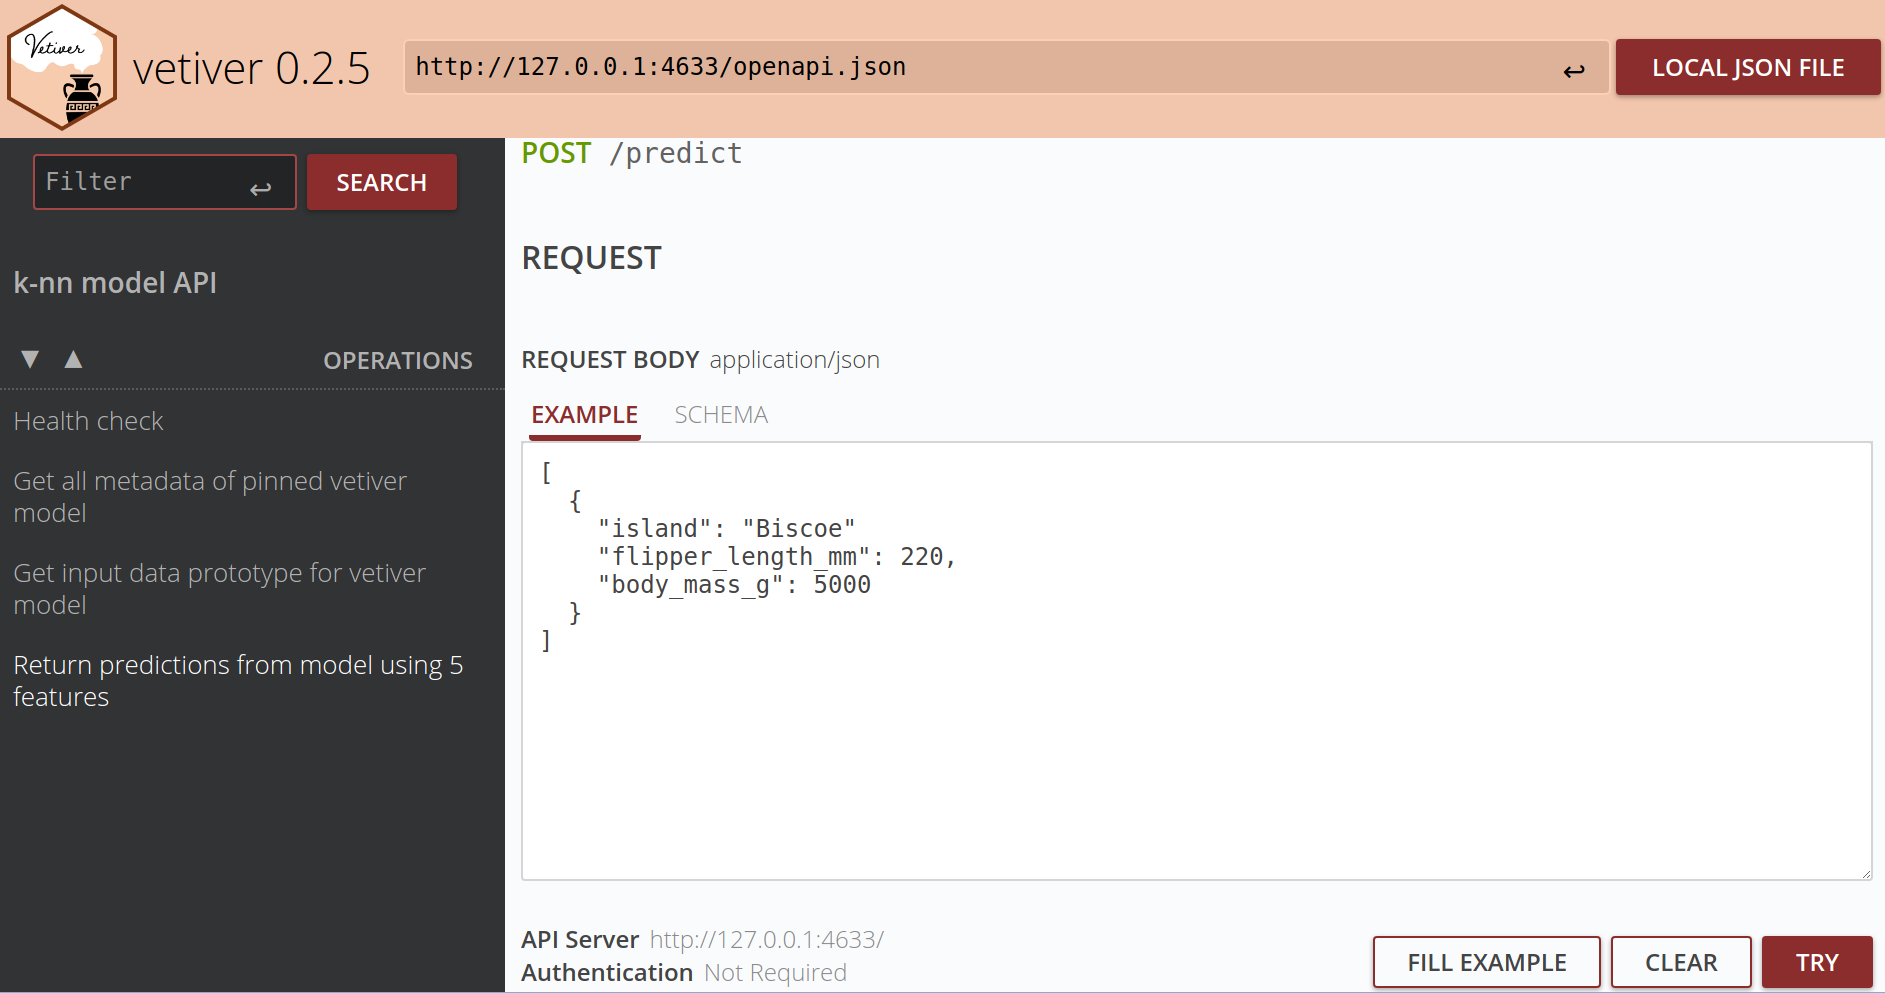 Vetiver
vetiver 0.2.5
http://127.0.0.1:4633/openapi.json
LOCAL JSON FILE
Filter
SEARCH
k-nn model API
OPERATIONS
Health check
Get all metadata of pinned vetiver
model
Get input data prototype for vetiver
model
Return predictions from model using 5
features
POST /predict
REQUEST
REQUEST BODY application/json
EXAMPLE SCHEMA
[
  {
    "island": "Biscoe"
    "flipper_length_mm": 220,
    "body_mass_g": 5000
  }
]
API Server http://127.0.0.1:4633/
Authentication Not Required
FILL EXAMPLE
CLEAR
TRY